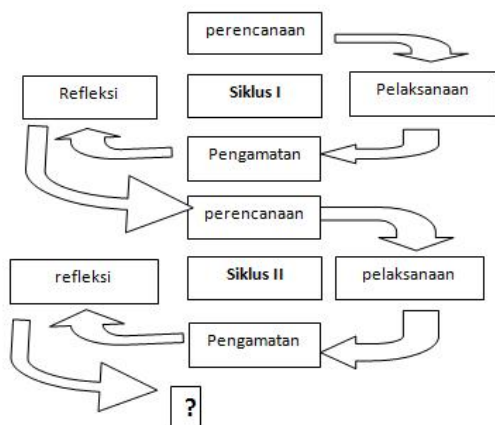 perencanaan
Refleksi
Siklus I
Pelaksanaan
Pengamatan
perencanaan
refleksi
Siklus II
pelaksanaan
Pengamatan
?